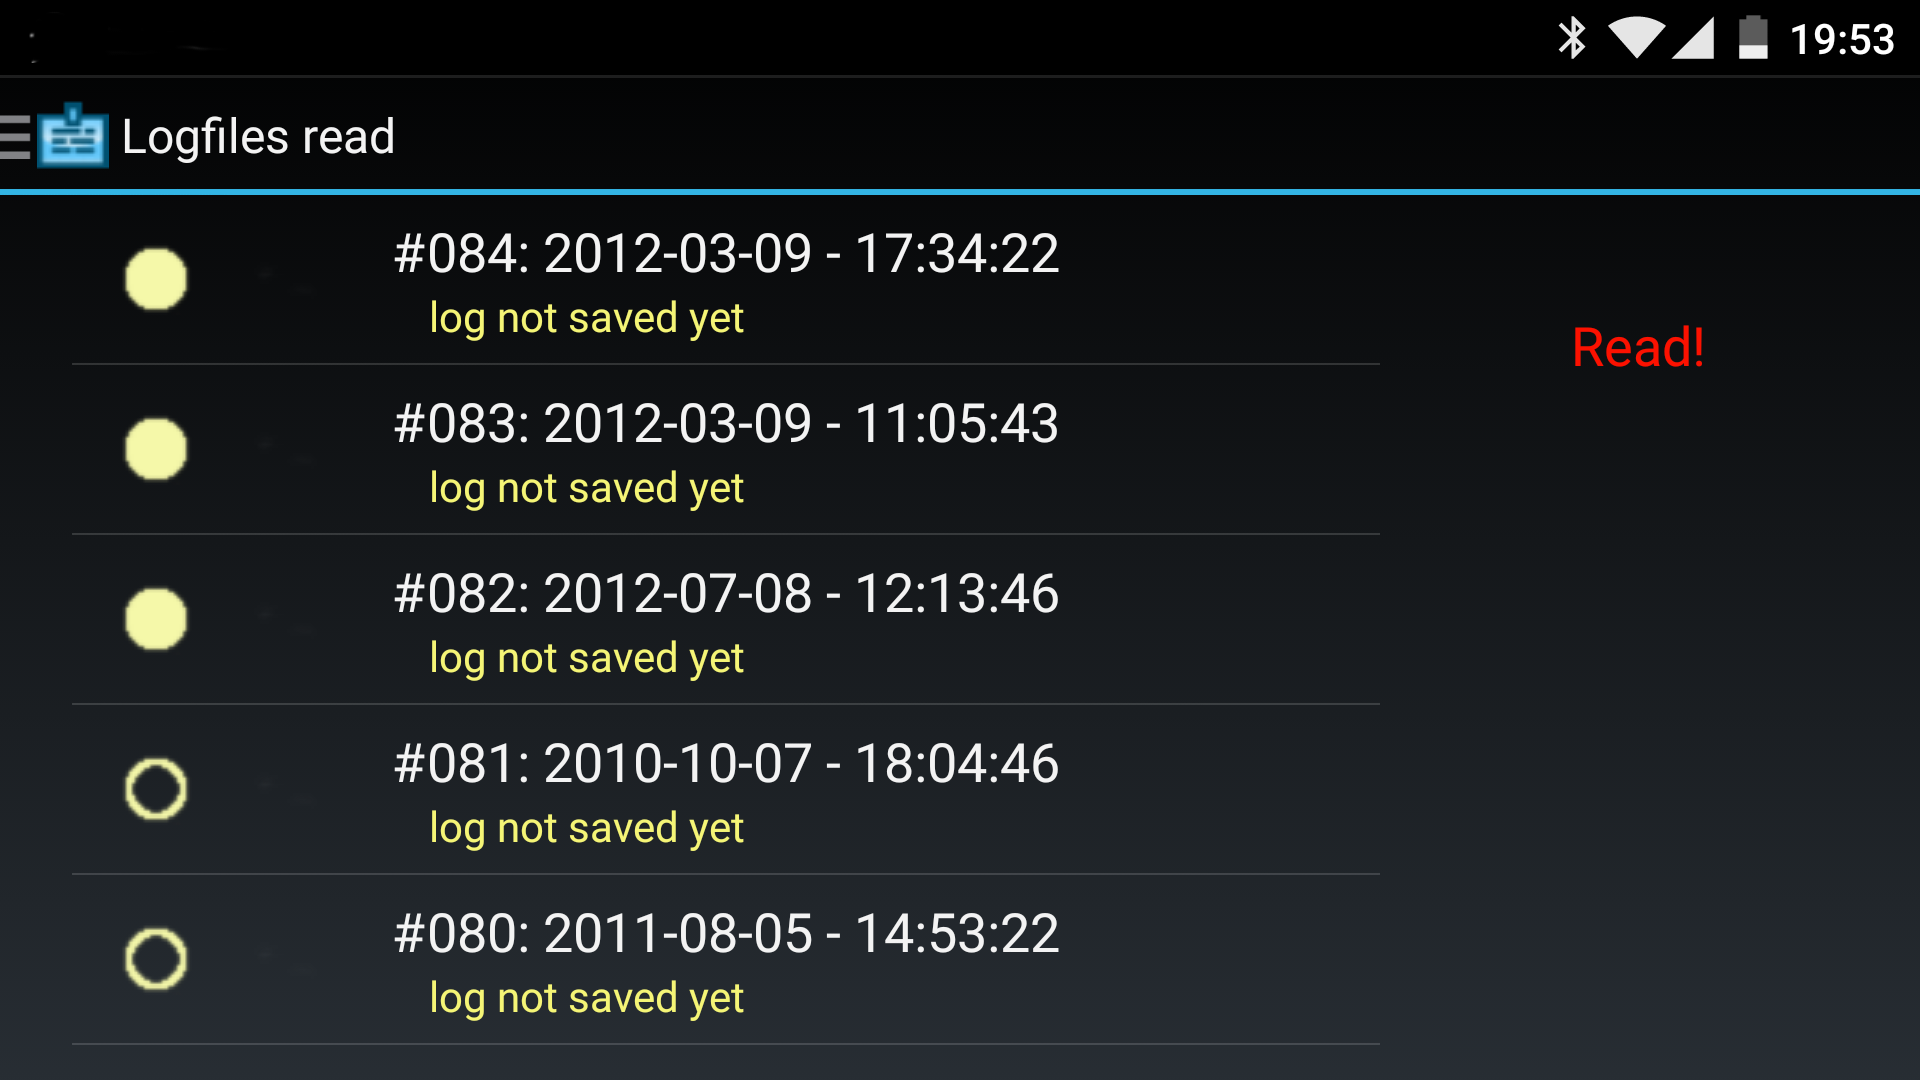 19:53
Logfiles read
#084: 2012-03-09 - 17:34:22
log not saved yet
Read!
#083: 2012-03-09 - 11:05:43
log not saved yet
#082: 2012-07-08 - 12:13:46
log not saved yet
#081: 2010-10-07 - 18:04:46
log not saved yet
#080: 2011-08-05 - 14:53:22
log not saved yet